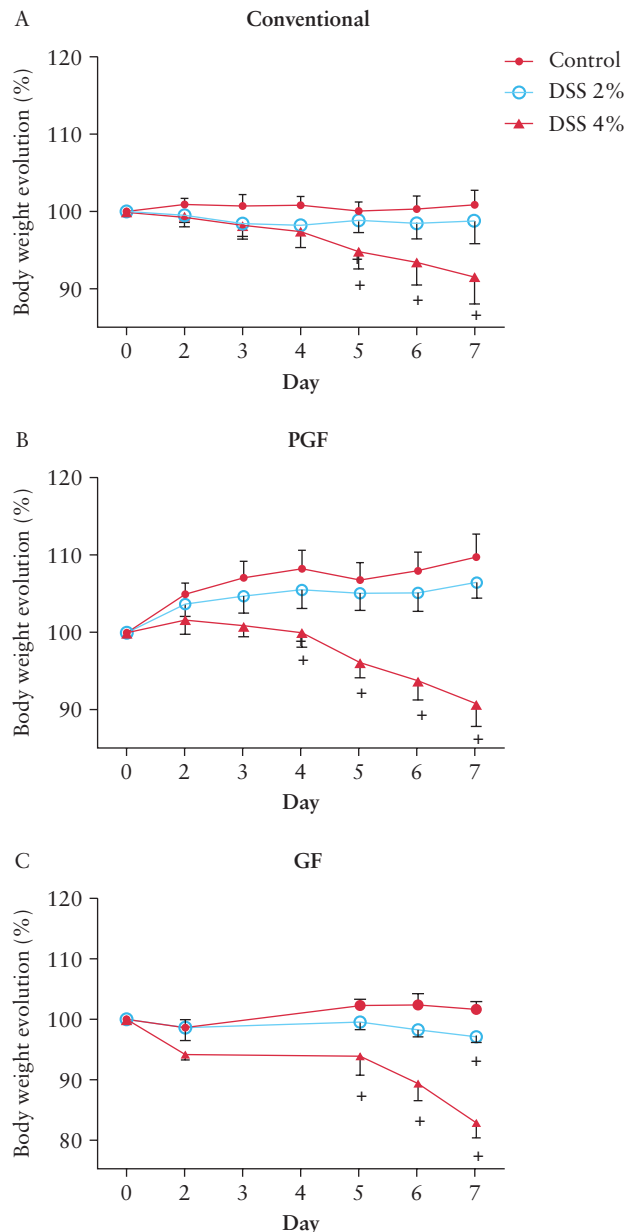 A
Conventional
Control
DSS 2%
DSS 4%
Body weight evolution (%)
120
110
100
90
+ + +
0 2 3 4 5 6 7
Day
B
PGF
Body weight evolution (%)
120
110
100
90
+ + + +
0 2 3 4 5 6 7
Day
C
GF
Body weight evolution (%)
120
110
100
90
80
+
+ + +
0 2 3 4 5 6 7
Day